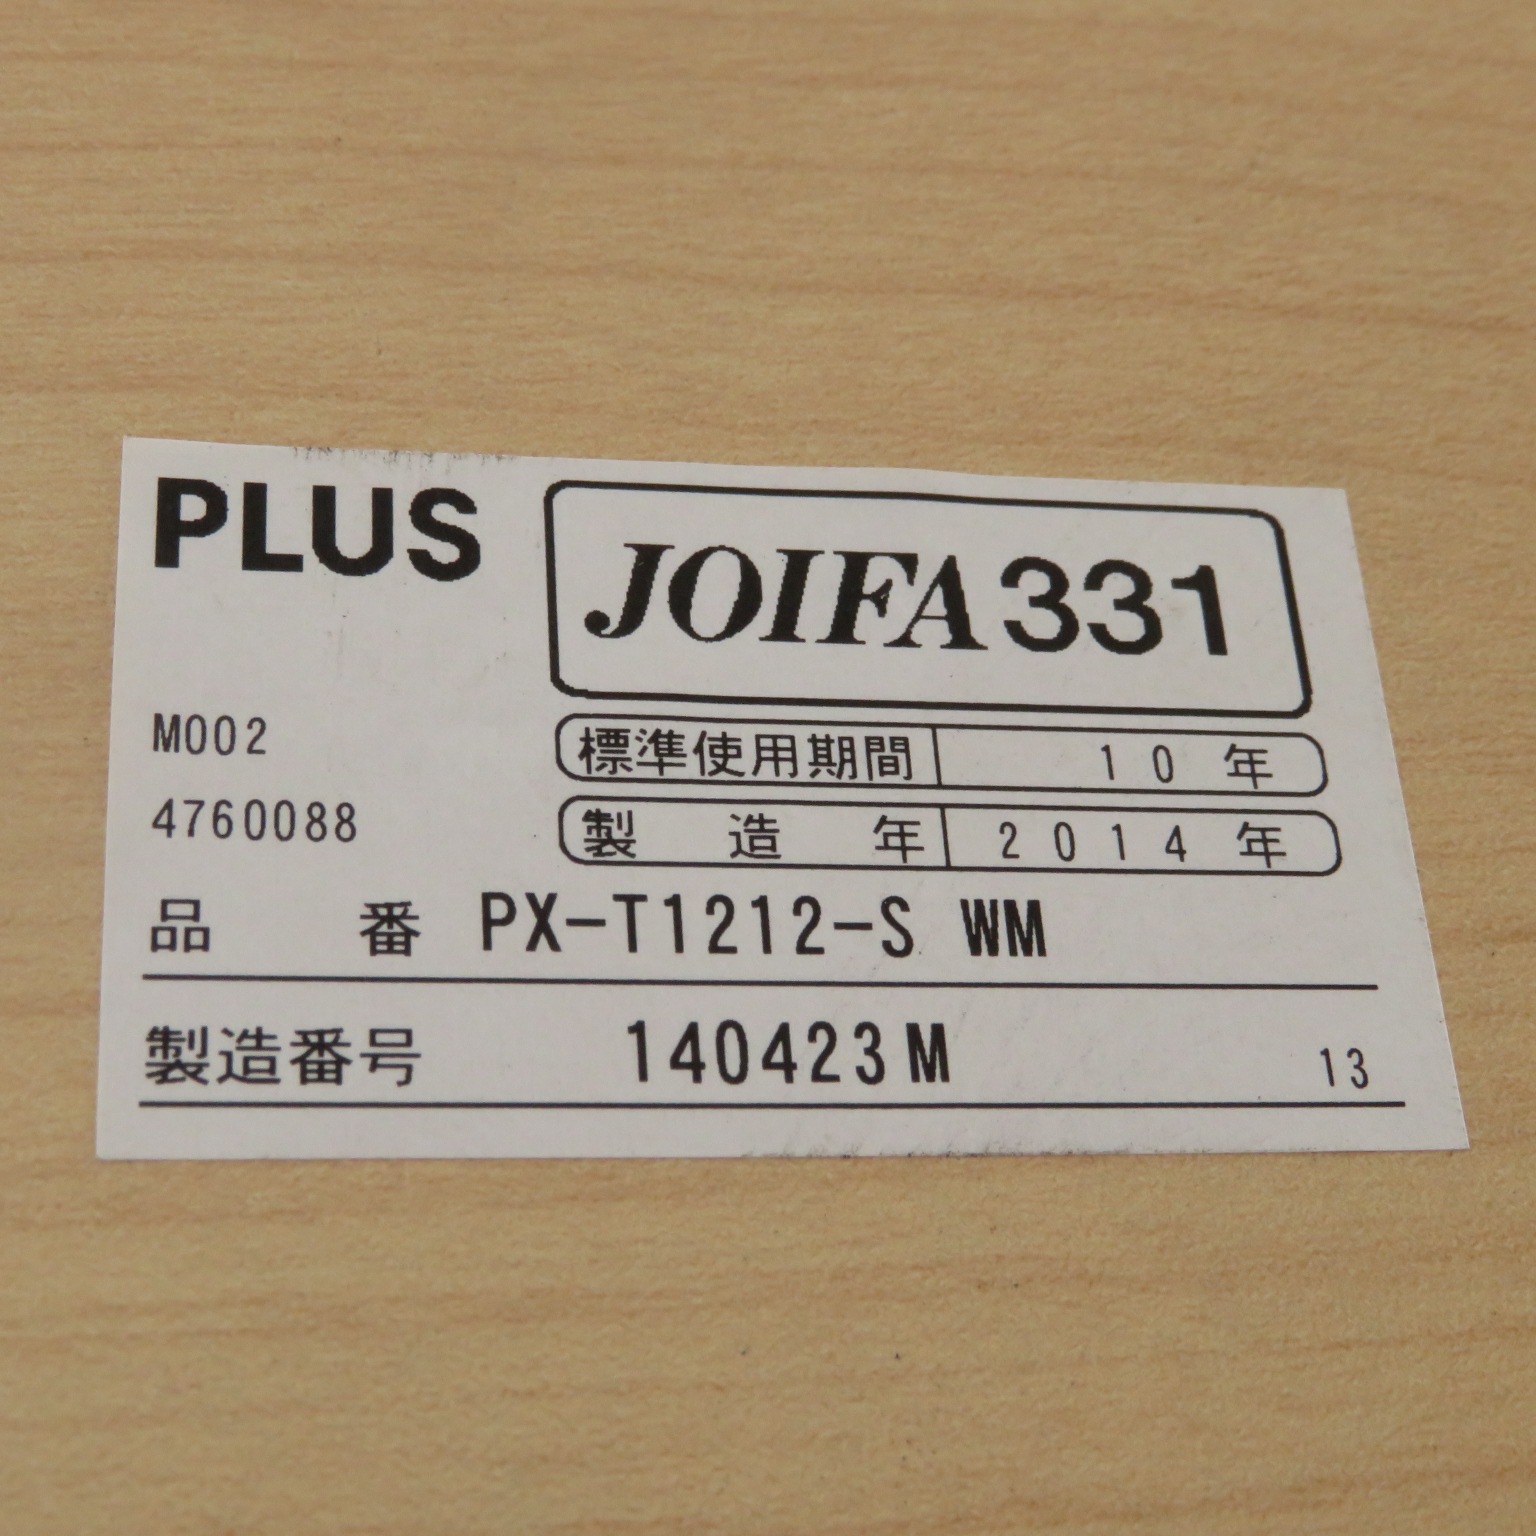 PLUS
JOIFA331
M002
標準使用期間 10年
4760088
製造年 2014年
品番 PX-T1212-S WM
製造番号 140423M 13